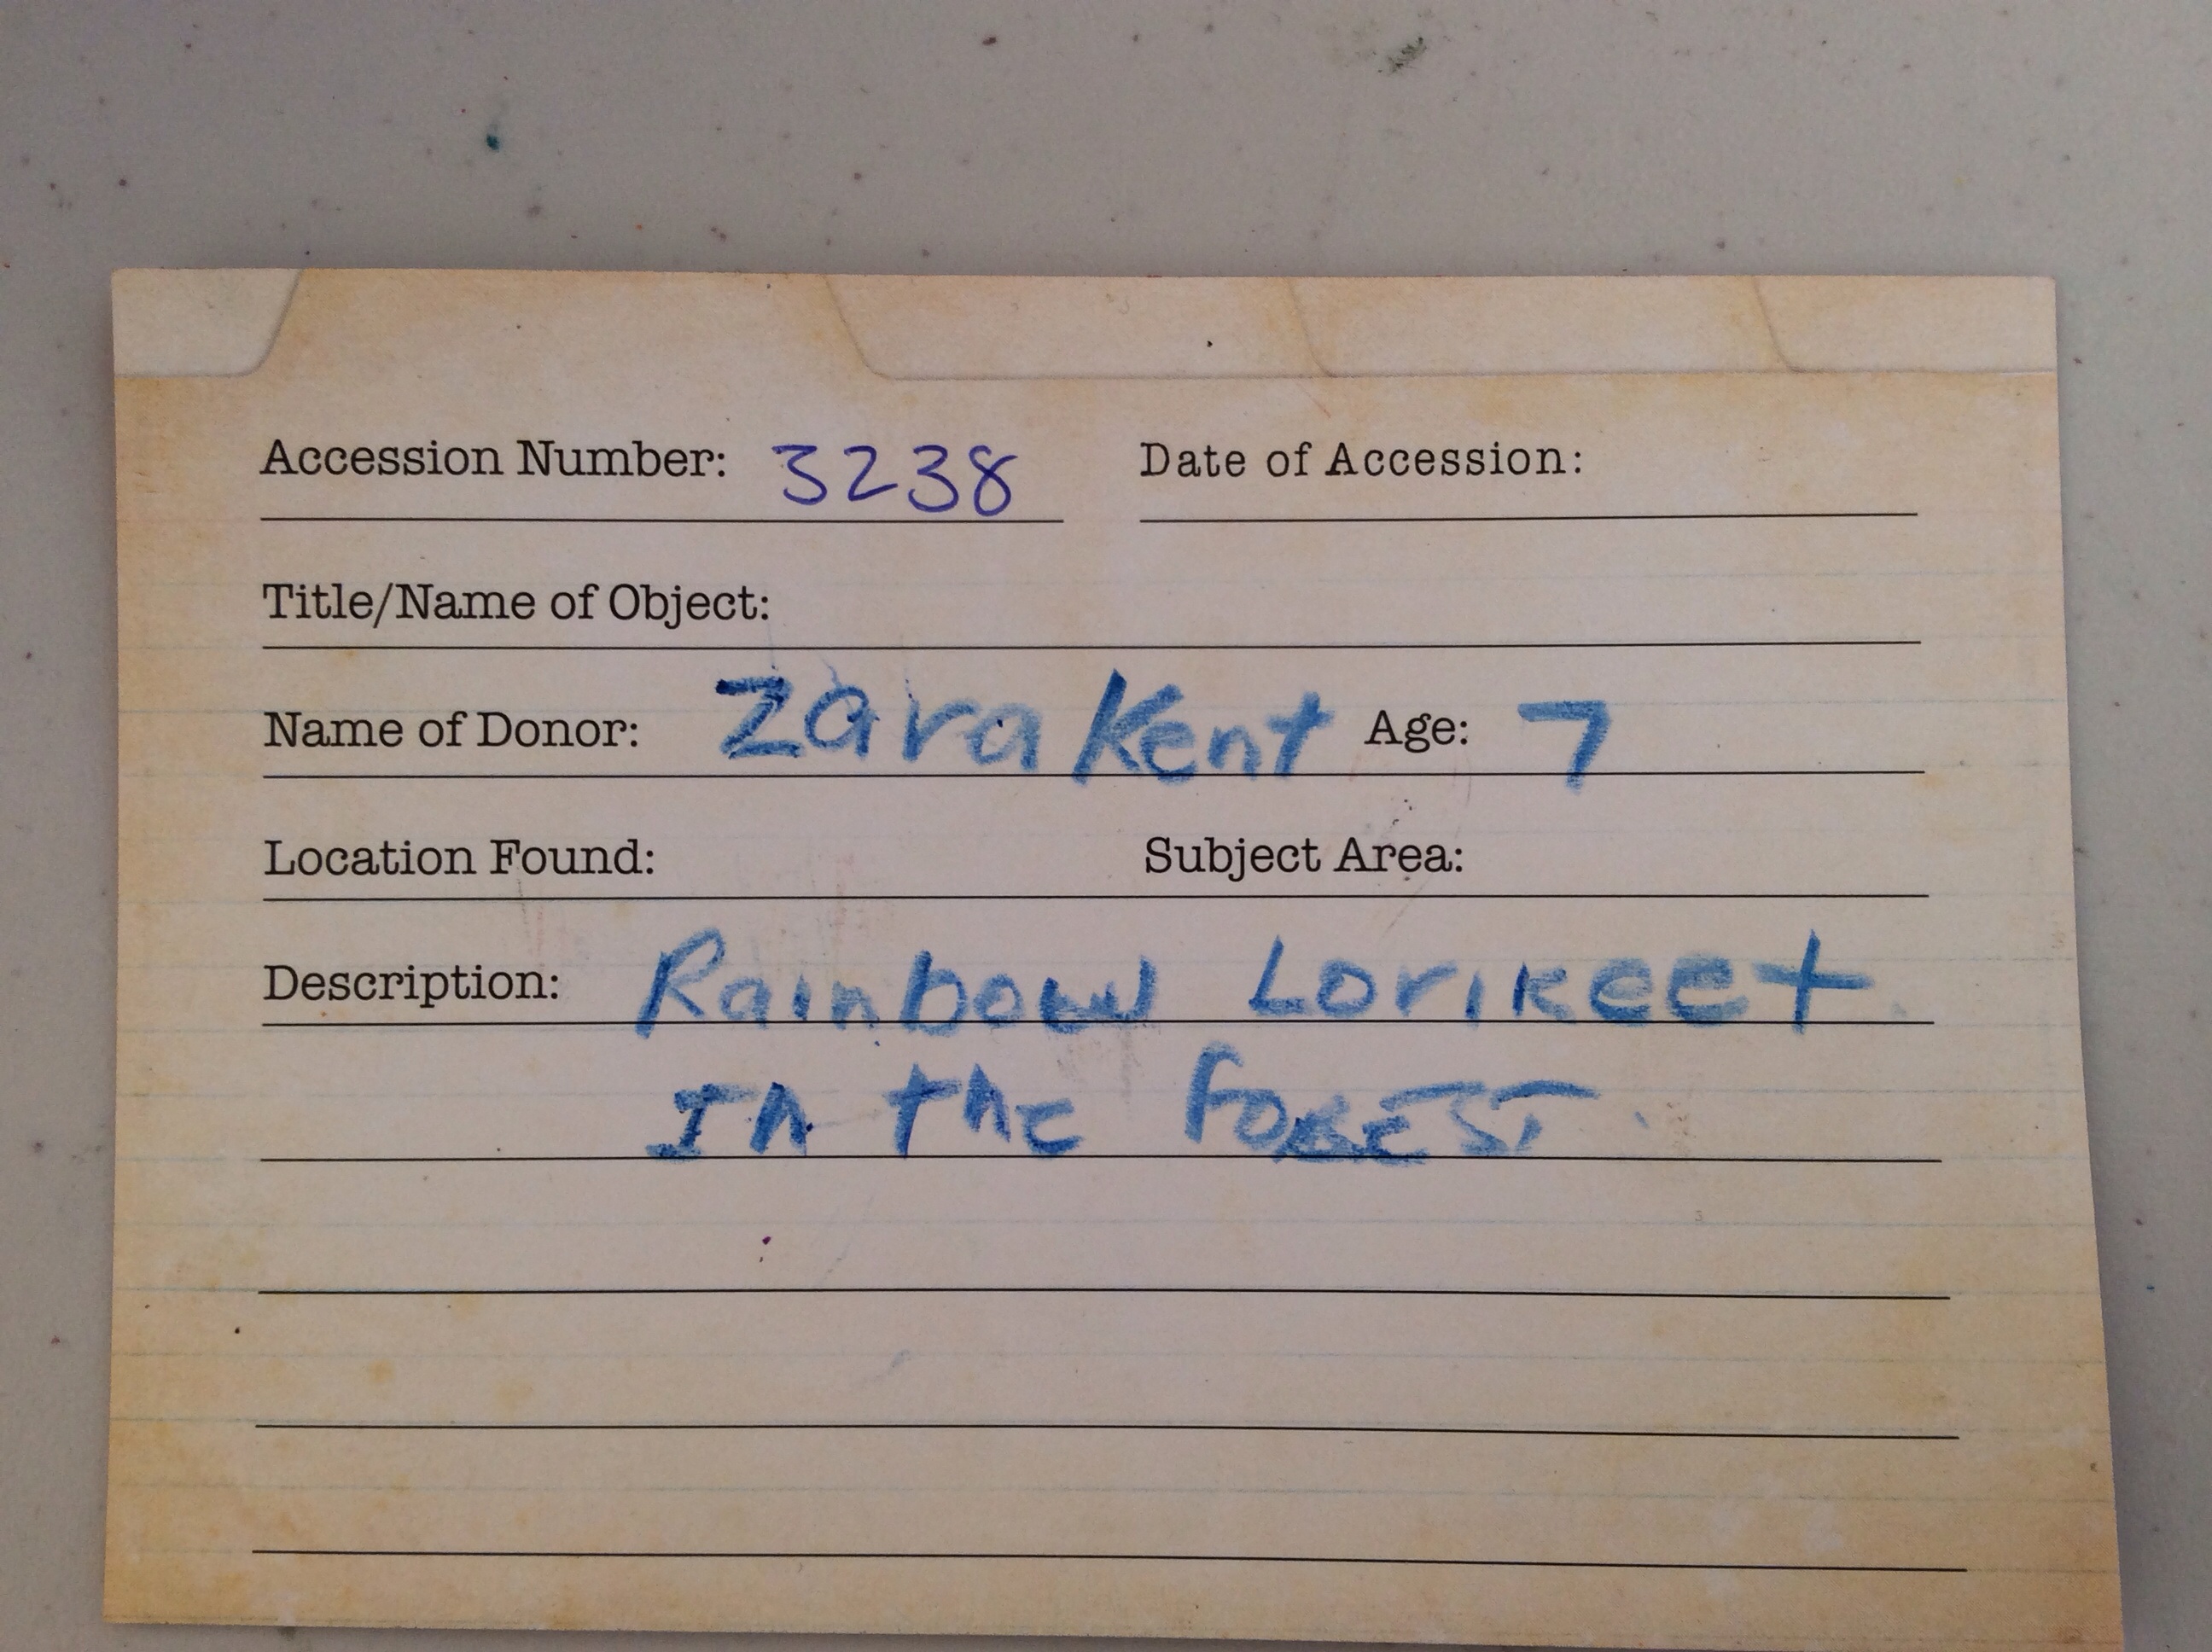 Accession Number: 3238 Date of Accession:
Title/Name of Object:
Name of Donor: Zara Kent Age: 7
Location Found: Subject Area:
Description: Rainbow Lorikeet
In the FOREST.